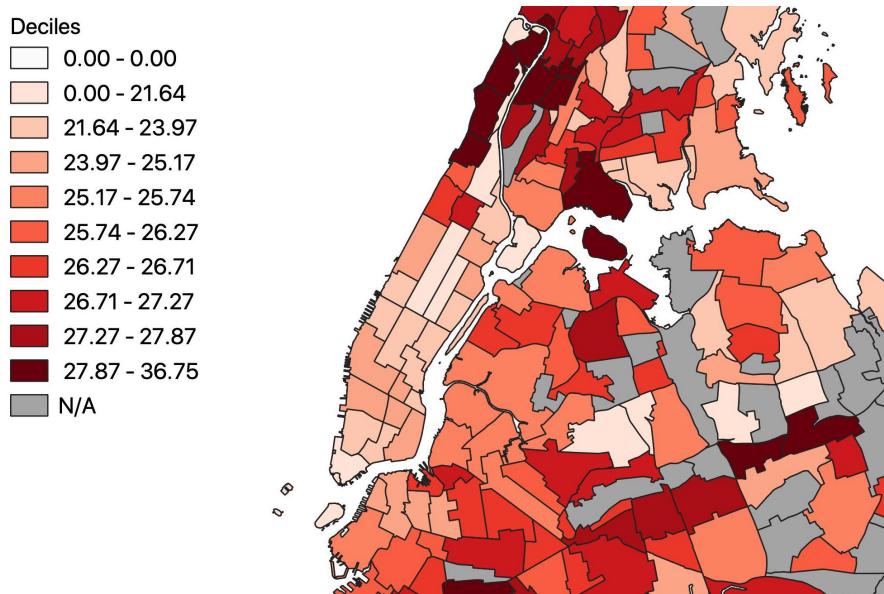 Deciles
0.00 - 0.00
0.00 - 21.64
21.64 - 23.97
23.97 - 25.17
25.17 - 25.74
25.74 - 26.27
26.27 - 26.71
26.71 - 27.27
27.27 - 27.87
27.87 - 36.75
N/A